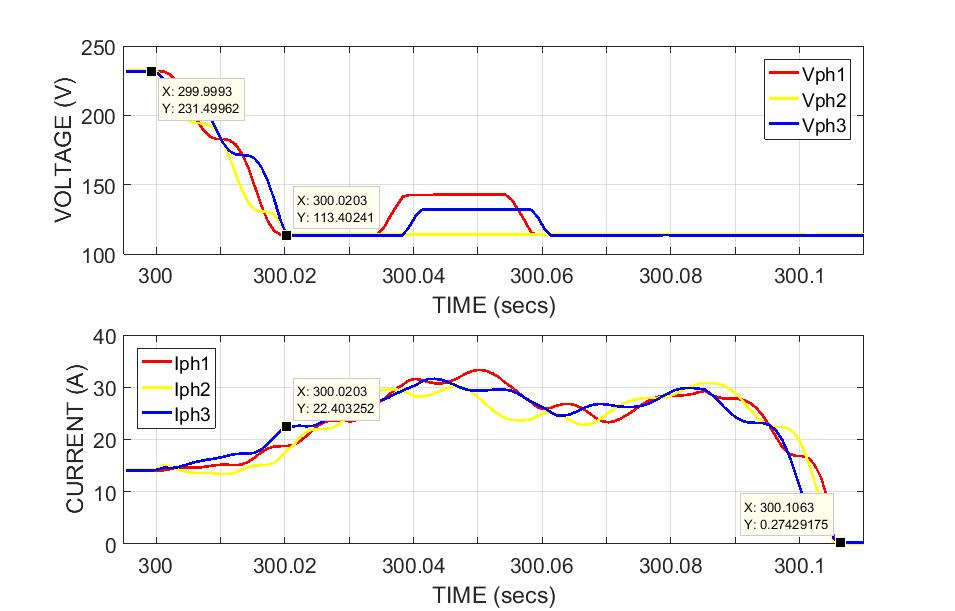 250
200
150
100
VOLTAGE (V)
X: 299.9993
Y: 231.49962
X: 300.0203
Y: 113.40241
Vph1
Vph2
Vph3
300
300.02
300.04
300.06
300.08
300.1
TIME (secs)
40
30
20
10
0
CURRENT (A)
Iph1
Iph2
Iph3
X: 300.0203
Y: 22.403252
X: 300.1063
Y: 0.27429175
300
300.02
300.04
300.06
300.08
300.1
TIME (secs)